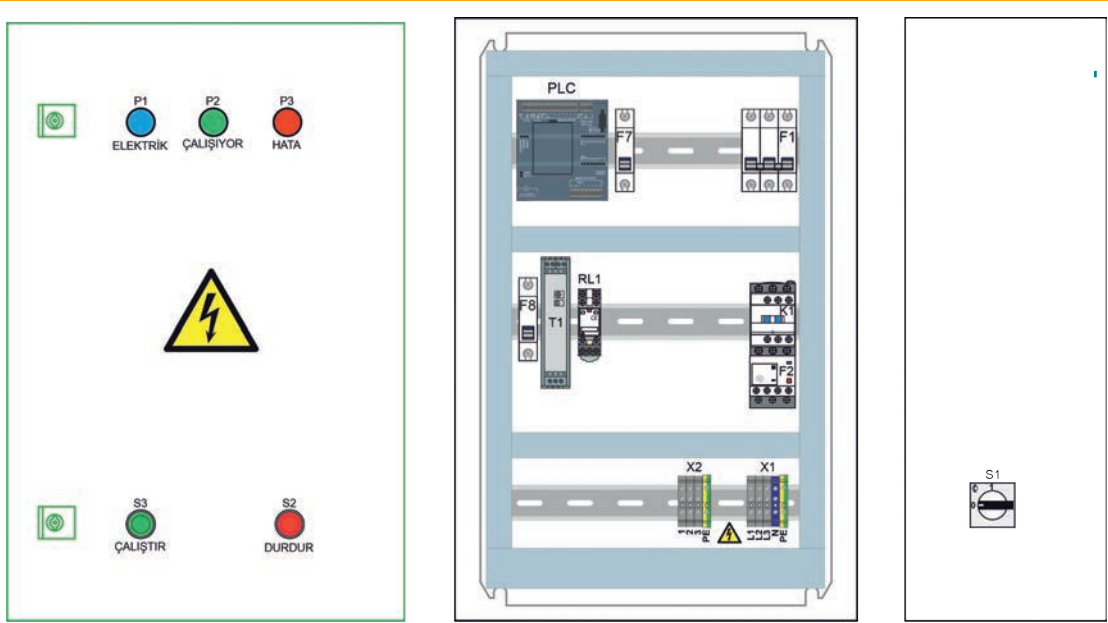 P1
ELEKTRİK
P2
ÇALIŞIYOR
P3
HATA
S3
ÇALIŞTIR
S2
DURDUR
PLC
F7
F1
F8
T1
RL1
K1
F2
X2
1
2
3
PE
X1
L1
L2
L3
N
PE
S1
0
1